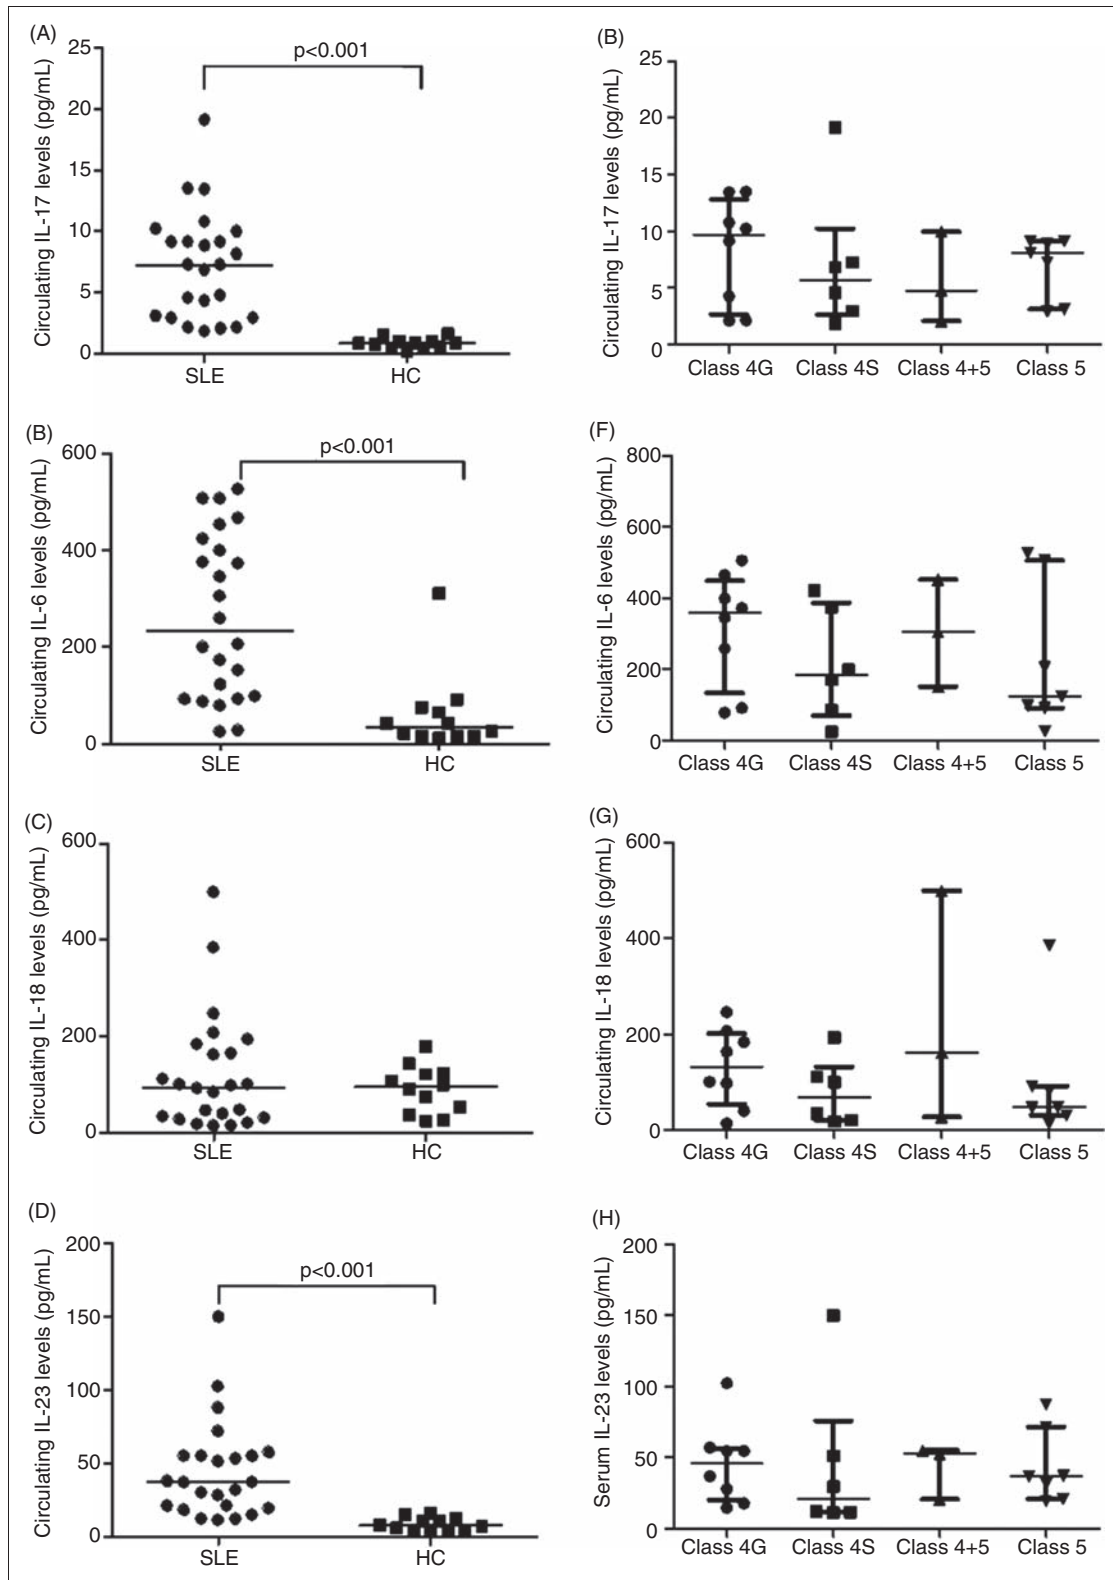 (A)
Circulating IL-17 levels (pg/mL)
25
20
15
10
5
0
p<0.001
SLE
HC
(B)
Circulating IL-17 levels (pg/mL)
25
20
15
10
5
0
Class 4G
Class 4S
Class 4+5
Class 5
(B)
Circulating IL-6 levels (pg/mL)
600
400
200
0
p<0.001
SLE
HC
(F)
Circulating IL-6 levels (pg/mL)
800
600
400
200
0
Class 4G
Class 4S
Class 4+5
Class 5
(C)
Circulating IL-18 levels (pg/mL)
600
400
200
0
SLE
HC
(G)
Circulating IL-18 levels (pg/mL)
600
400
200
0
Class 4G
Class 4S
Class 4+5
Class 5
(D)
Circulating IL-23 levels (pg/mL)
200
150
100
50
0
p<0.001
SLE
HC
(H)
Serum IL-23 levels (pg/mL)
200
150
100
50
0
Class 4G
Class 4S
Class 4+5
Class 5